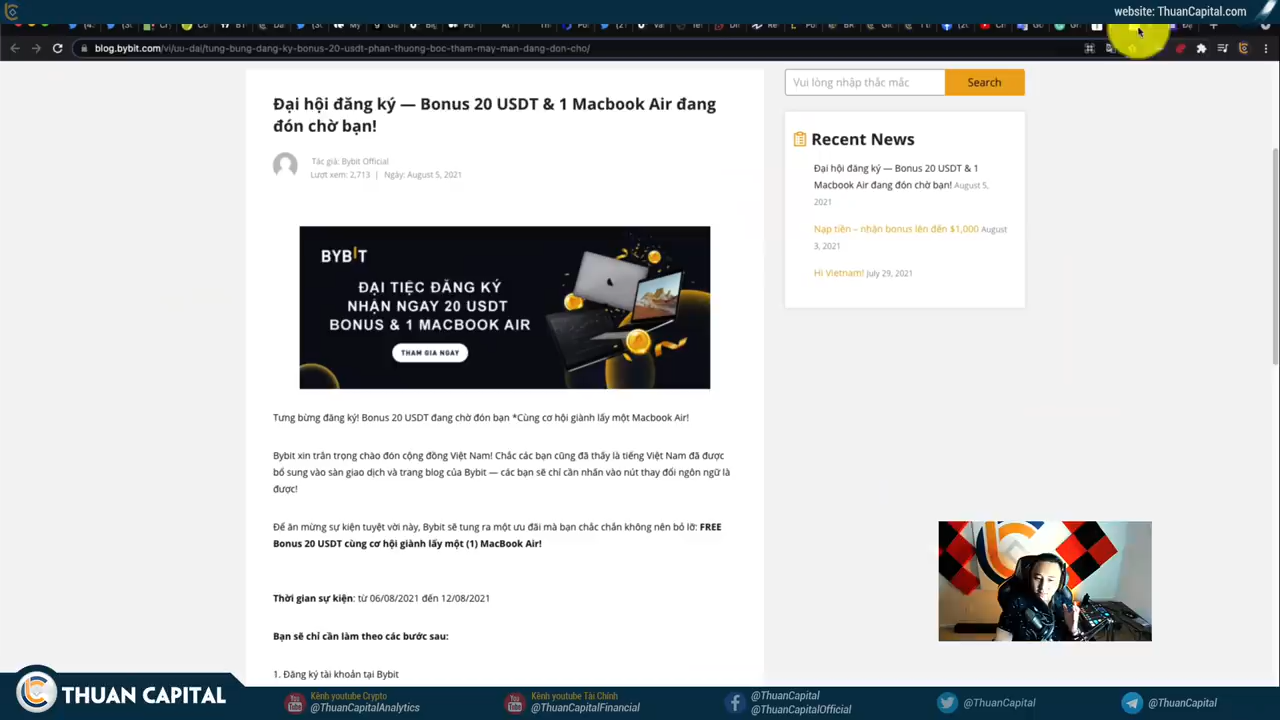 website: ThuanCapital.com
blog.bybit.com/vi/uu-dai/tung-bung-dang-ky-bonus-20-usdt-phan-thuong-boc-tham-may-man-dang-don-cho/
Đại hội đăng ký — Bonus 20 USDT & 1 Macbook Air đang
đón chờ bạn!
Tác giả: Bybit Official
Lượt xem: 2,713 | Ngày: August 5, 2021
BYBIT
ĐẠI TIỆC ĐĂNG KÝ
NHẬN NGAY 20 USDT
BONUS & 1 MACBOOK AIR
THAM GIA NGAY
Tưng bừng đăng ký! Bonus 20 USDT đang chờ đón bạn *Cùng cơ hội giành lấy một Macbook Air!
Bybit xin trân trọng chào đón cộng đồng Việt Nam! Chắc các bạn cũng đã thấy là tiếng Việt Nam đã được
bổ sung vào sàn giao dịch và trang blog của Bybit — các bạn sẽ chỉ cần nhấn vào nút thay đổi ngôn ngữ là
được!
Để ăn mừng sự kiện tuyệt vời này, Bybit sẽ tung ra một ưu đãi mà bạn chắc chắn không nên bỏ lỡ: FREE
Bonus 20 USDT cùng cơ hội giành lấy một (1) MacBook Air!
Thời gian sự kiện: từ 06/08/2021 đến 12/08/2021
Bạn sẽ chỉ cần làm theo các bước sau:
1. Đăng ký tài khoản tại Bybit
Vui lòng nhập thắc mắc
Search
Recent News
Đại hội đăng ký — Bonus 20 USDT & 1
Macbook Air đang đón chờ bạn! August 5,
2021
Nạp tiền – nhận bonus lên đến $1,000 August
3, 2021
Hi Vietnam! July 29, 2021
THUAN CAPITAL
Kênh youtube Crypto
@ThuanCapitalAnalytics
Kênh youtube Tài Chính
@ThuanCapitalFinancial
@ThuanCapital
@ThuanCapitalOfficial
@ThuanCapital
@ThuanCapital